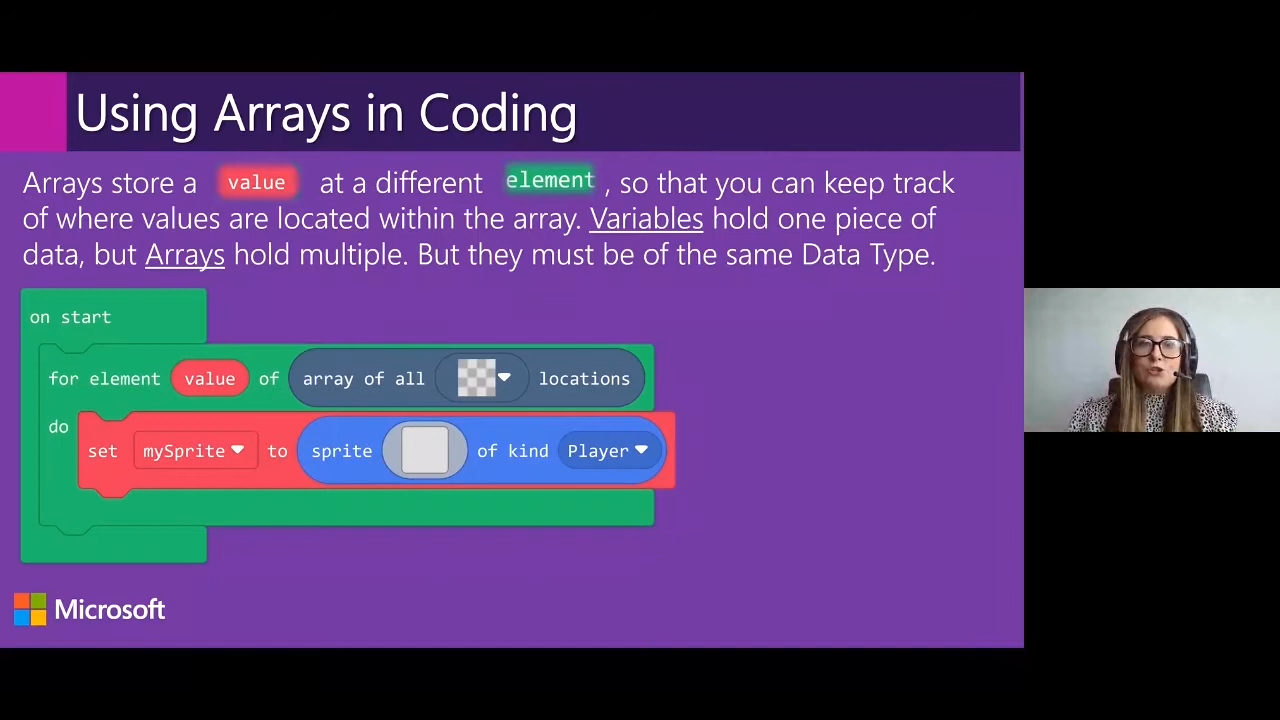 Using Arrays in Coding
Arrays store a value at a different element , so that you can keep track
of where values are located within the array. Variables hold one piece of
data, but Arrays hold multiple. But they must be of the same Data Type.
on start
for element value of array of all locations
do
set mySprite to sprite of kind Player
Microsoft